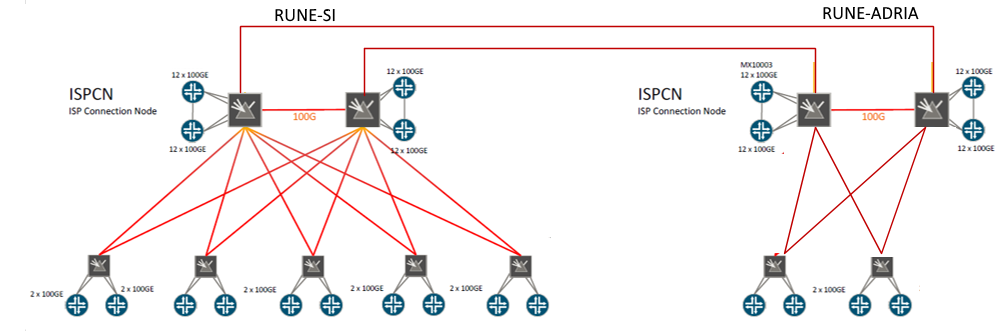 RUNE-SI
RUNE-ADRIA
12 x 100GE
12 x 100GE
MX10003
12 x 100GE
12 x 100GE
ISPCN
ISP Connection Node
100G
ISPCN
ISP Connection Node
100G
12 x 100GE
12 x 100GE
12 x 100GE
12 x 100GE
2 x 100GE
2 x 100GE
2 x 100GE
2 x 100GE
2 x 100GE
2 x 100GE